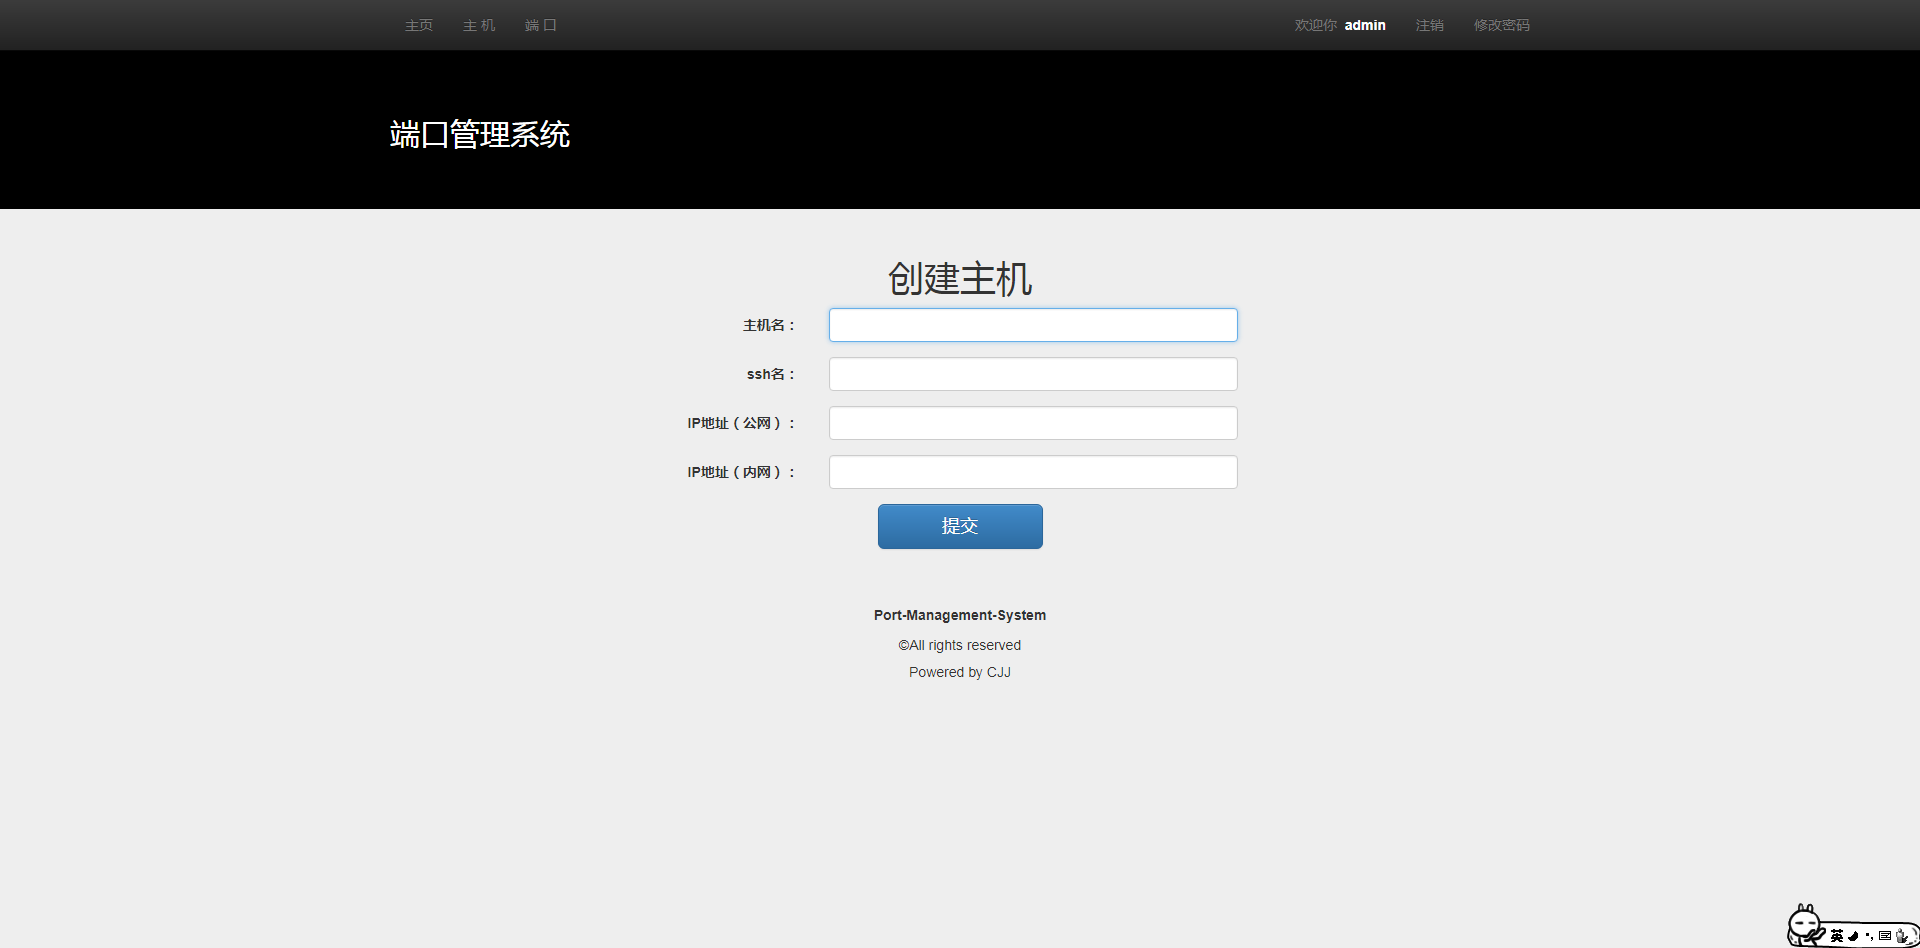 主页 主 机 端 口 欢迎你 admin 注销 修改密码
端口管理系统
创建主机
主机名：
ssh名：
IP地址（公网）：
IP地址（内网）：
提交
Port-Management-System
©All rights reserved
Powered by CJJ
英